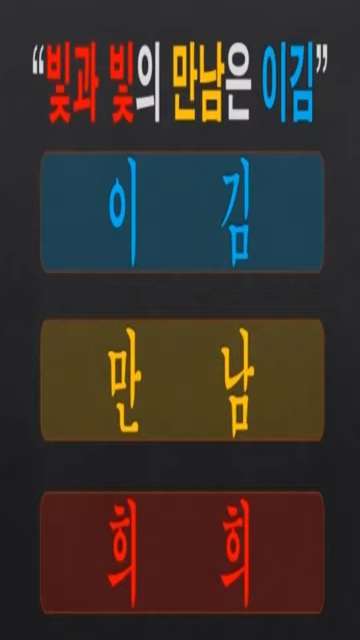 “빛과 빛의 만남은 이김”
이 김
만 남
희 희